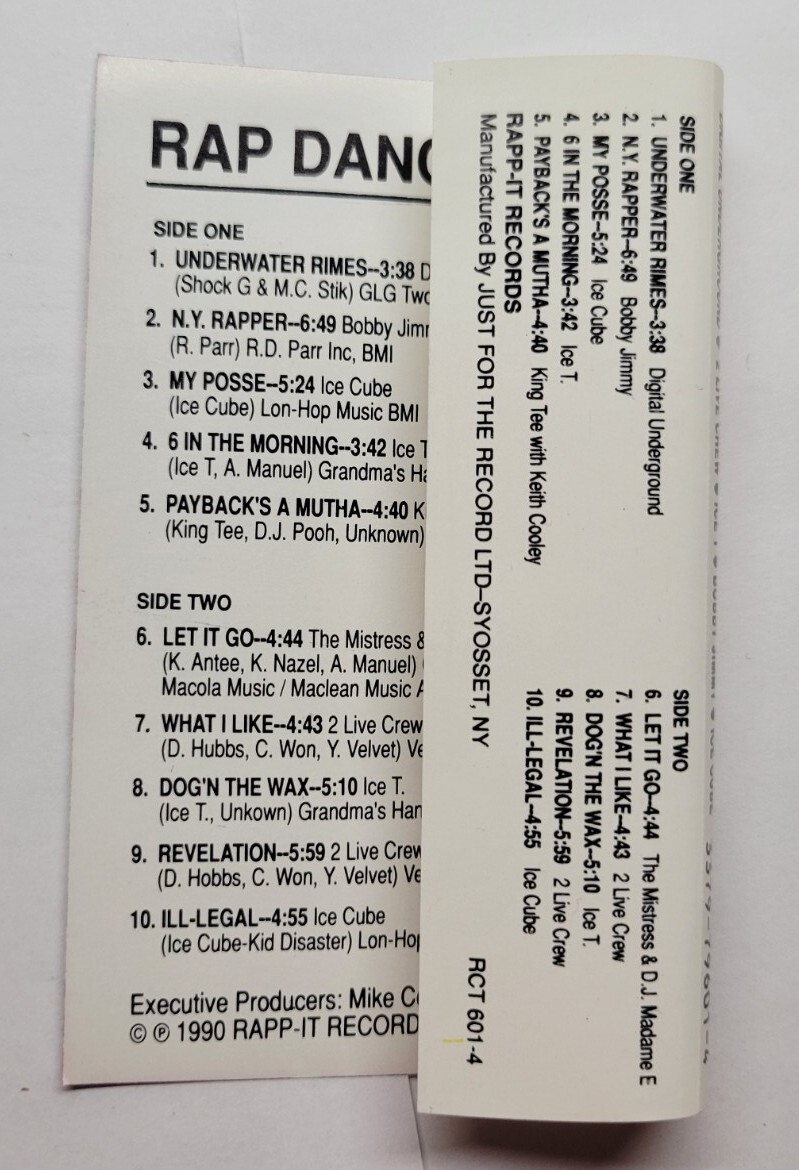 RAP DANC
SIDE ONE
1. UNDERWATER RIMES--3:38 D
(Shock G & M.C. Stik) GLG Two
2. N.Y. RAPPER--6:49 Bobby Jimm
(R. Parr) R.D. Parr Inc, BMI
3. MY POSSE--5:24 Ice Cube
(Ice Cube) Lon-Hop Music BMI
4. 6 IN THE MORNING--3:42 Ice T
(Ice T, A. Manuel) Grandma's Ha
5. PAYBACK'S A MUTHA--4:40 K
(King Tee, D.J. Pooh, Unknown)
SIDE TWO
6. LET IT GO--4:44 The Mistress &
(K. Antee, K. Nazel, A. Manuel)
Macola Music / Maclean Music A
7. WHAT I LIKE--4:43 2 Live Crew
(D. Hubbs, C. Won, Y. Velvet) Ve
8. DOG'N THE WAX--5:10 Ice T.
(Ice T., Unkown) Grandma's Han
9. REVELATION--5:59 2 Live Crew
(D. Hobbs, C. Won, Y. Velvet) Ve
10. ILL-LEGAL--4:55 Ice Cube
(Ice Cube-Kid Disaster) Lon-Hop
Executive Producers: Mike Co
© ℗ 1990 RAPP-IT RECORD
SIDE ONE
1. UNDERWATER RIMES--3:38 Digital Underground
2. N.Y. RAPPER--6:49 Bobby Jimmy
3. MY POSSE--5:24 Ice Cube
4. 6 IN THE MORNING--3:42 Ice T.
5. PAYBACK'S A MUTHA--4:40 King Tee with Keith Cooley
RAPP-IT RECORDS
Manufactured By JUST FOR THE RECORD LTD--SYOSSET, NY
SIDE TWO
6. LET IT GO--4:44 The Mistress & D.J. Madame E
7. WHAT I LIKE--4:43 2 Live Crew
8. DOG'N THE WAX--5:10 Ice T.
9. REVELATION--5:59 2 Live Crew
10. ILL-LEGAL--4:55 Ice Cube
RCT 601-4